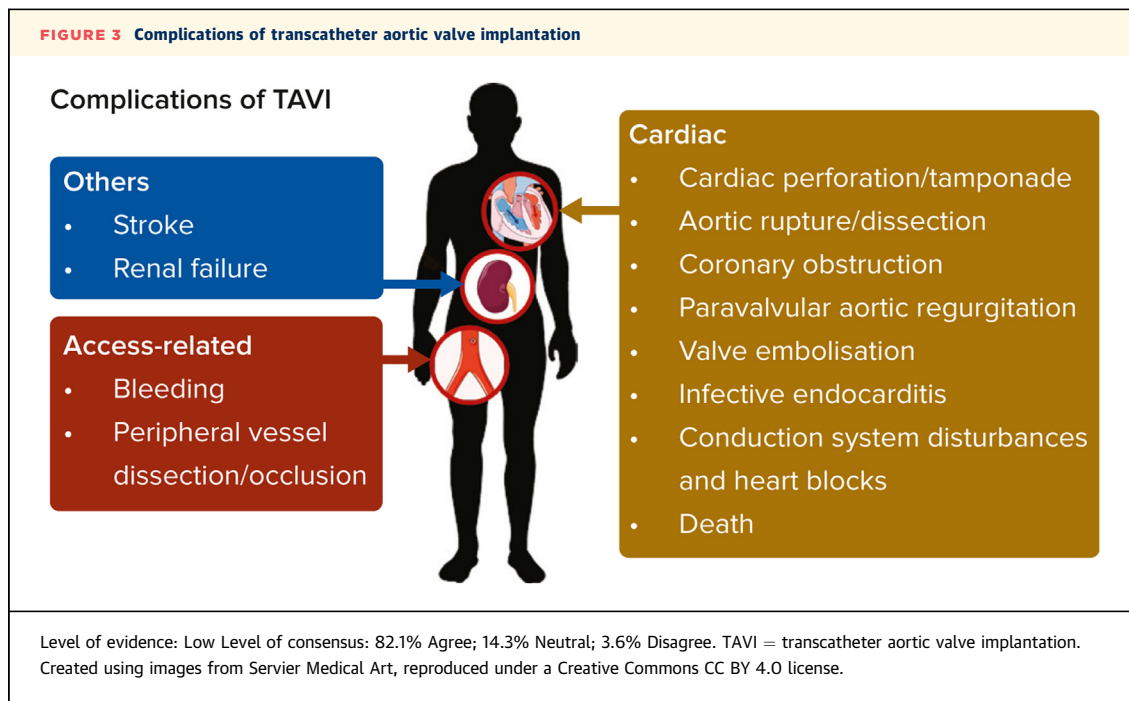 FIGURE 3 Complications of transcatheter aortic valve implantation
Complications of TAVI
Others
• Stroke
• Renal failure
Access-related
• Bleeding
• Peripheral vessel
dissection/occlusion
Cardiac
• Cardiac perforation/tamponade
• Aortic rupture/dissection
• Coronary obstruction
• Paravalvular aortic regurgitation
• Valve embolisation
• Infective endocarditis
• Conduction system disturbances
and heart blocks
• Death
Level of evidence: Low Level of consensus: 82.1% Agree; 14.3% Neutral; 3.6% Disagree. TAVI = transcatheter aortic valve implantation.
Created using images from Servier Medical Art, reproduced under a Creative Commons CC BY 4.0 license.